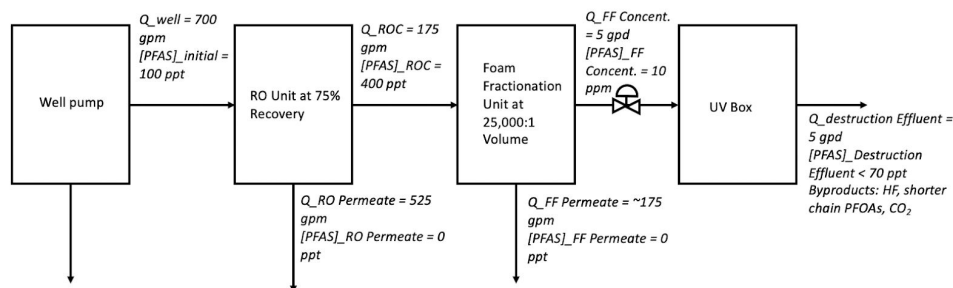 Well pump
Q_well = 700
gpm
[PFAS]_initial =
100 ppt
RO Unit at 75%
Recovery
Q_RO Permeate = 525
gpm
[PFAS]_RO Permeate = 0
ppt
Q_ROC = 175
gpm
[PFAS]_ROC =
400 ppt
Foam
Fractionation
Unit at
25,000:1
Volume
Q_FF Permeate = ~175
gpm
[PFAS]_FF Permeate = 0
ppt
Q_FF Concent.
= 5 gpd
[PFAS]_FF
Concent. = 10
ppm
UV Box
Q_destruction Effluent =
5 gpd
[PFAS]_Destruction
Effluent < 70 ppt
Byproducts: HF, shorter
chain PFOAs, CO₂